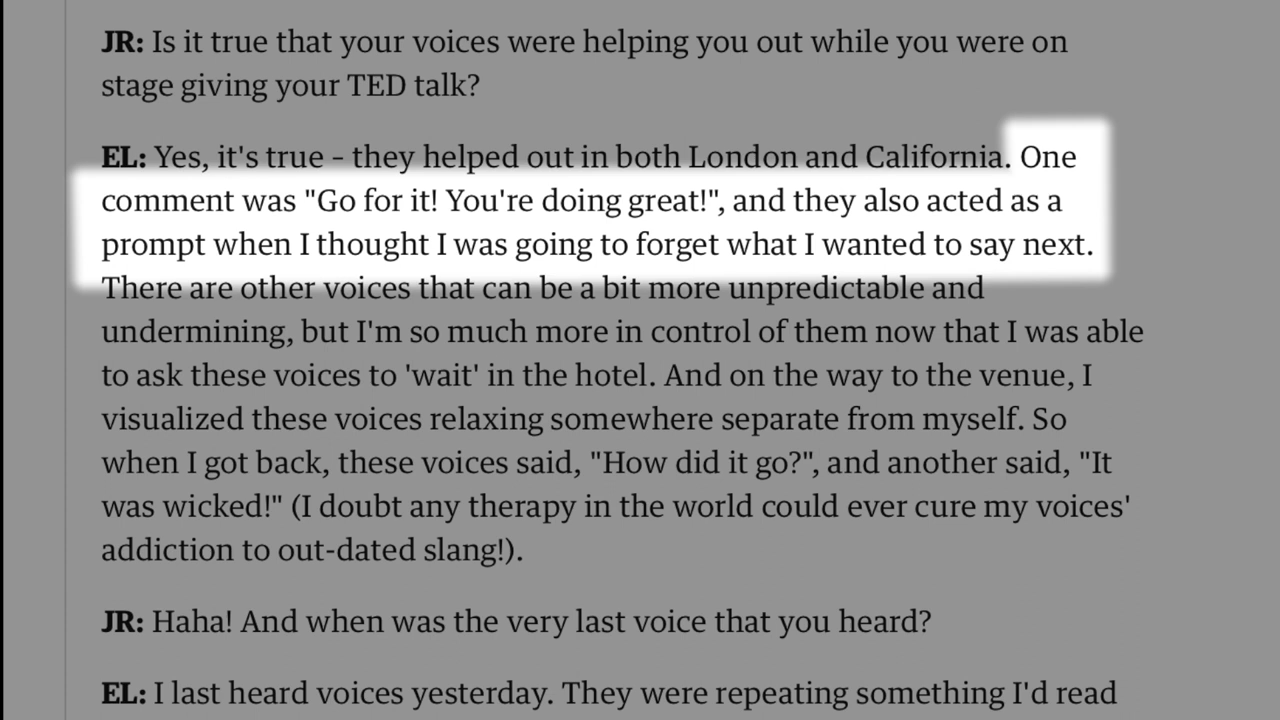 JR: Is it true that your voices were helping you out while you were on
stage giving your TED talk?
EL: Yes, it's true – they helped out in both London and California. One
comment was "Go for it! You're doing great!", and they also acted as a
prompt when I thought I was going to forget what I wanted to say next.
There are other voices that can be a bit more unpredictable and
undermining, but I'm so much more in control of them now that I was able
to ask these voices to 'wait' in the hotel. And on the way to the venue, I
visualized these voices relaxing somewhere separate from myself. So
when I got back, these voices said, "How did it go?", and another said, "It
was wicked!" (I doubt any therapy in the world could ever cure my voices'
addiction to out-dated slang!).
JR: Haha! And when was the very last voice that you heard?
EL: I last heard voices yesterday. They were repeating something I'd read